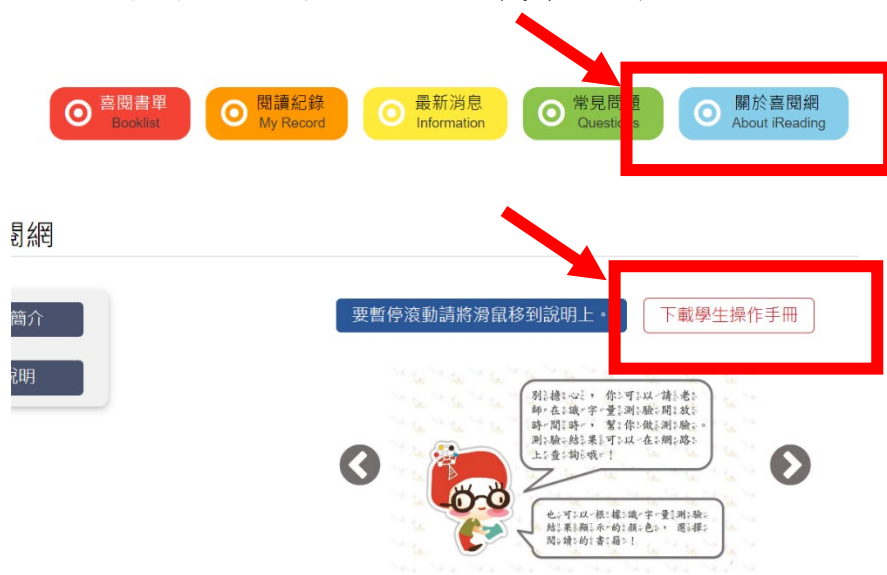 喜閱書單
Booklist
閱讀紀錄
My Record
最新消息
Information
常見問題
Questions
關於喜閱網
About iReading
閱網
簡介
說明
要暫停滾動請將滑鼠移到說明上。
下載學生操作手冊
別擔心，你可以請老
師在識字量測驗開放
時間時，幫你做測驗。
測驗結果可以在網路
上查詢哦！
也可以根據識字量測驗
結果顯示的顏色，選擇
閱讀的書籍！